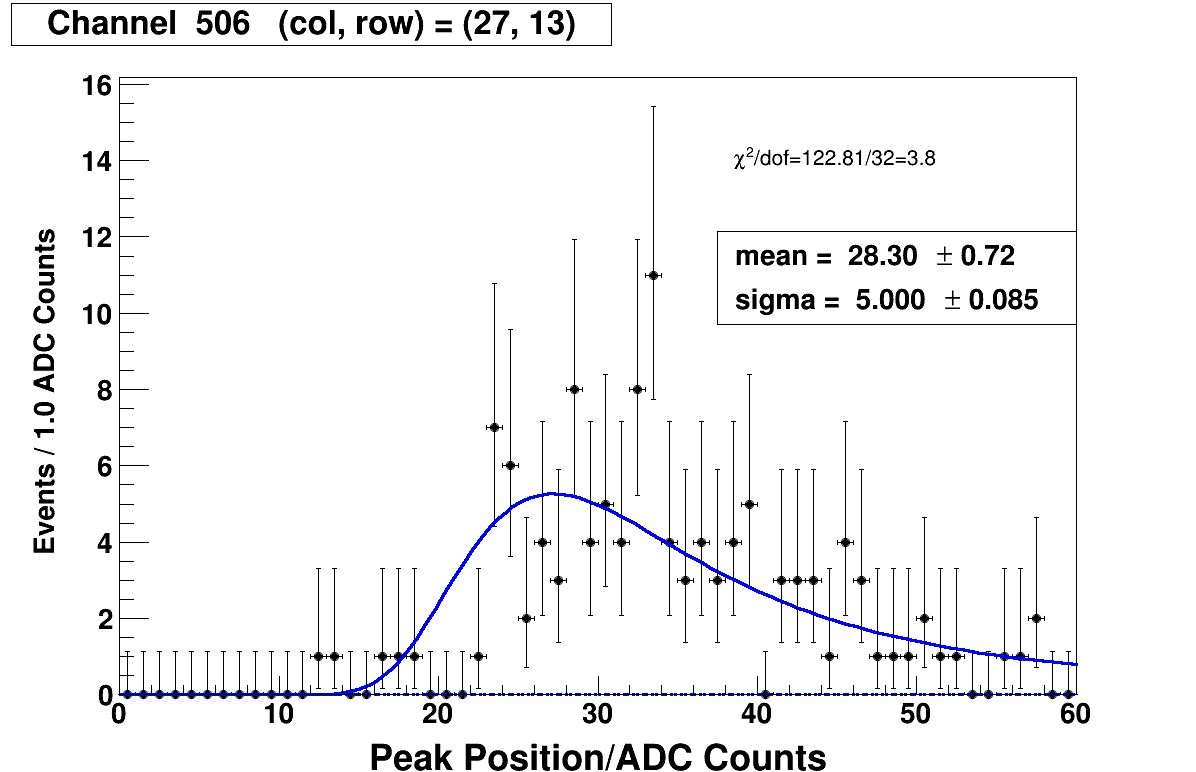 Channel 506 (col, row) = (27, 13)
16
14
12
10
8
6
4
2
0
Events / 1.0 ADC Counts
χ²/dof=122.81/32=3.8
mean = 28.30 ± 0.72
sigma = 5.000 ± 0.085
0 10 20 30 40 50 60
Peak Position/ADC Counts